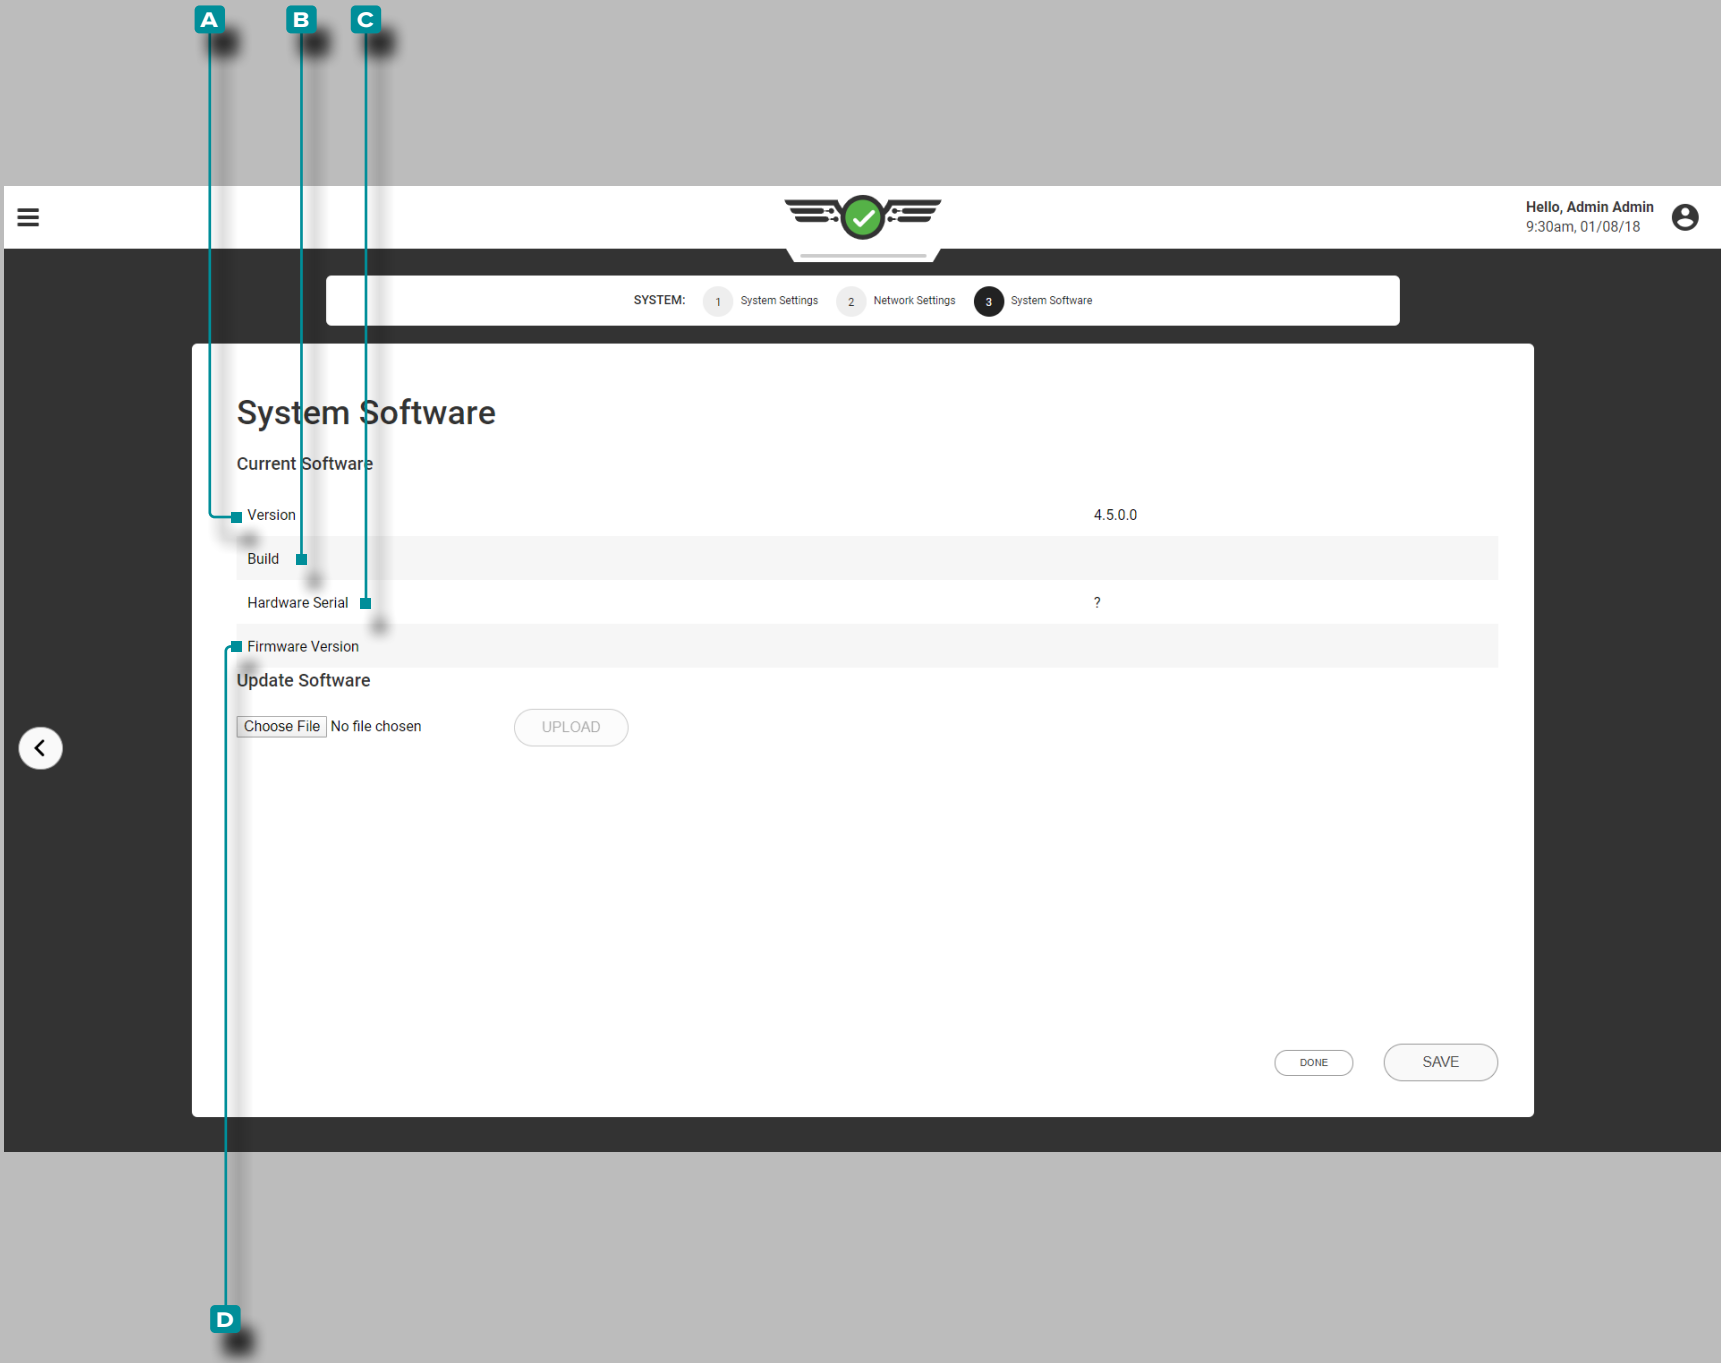 A B C
Hello, Admin Admin
9:30am, 01/08/18
SYSTEM: 1 System Settings 2 Network Settings 3 System Software
System Software
Current Software
Version 4.5.0.0
Build
Hardware Serial ?
Firmware Version
Update Software
Choose File No file chosen UPLOAD
DONE SAVE
D